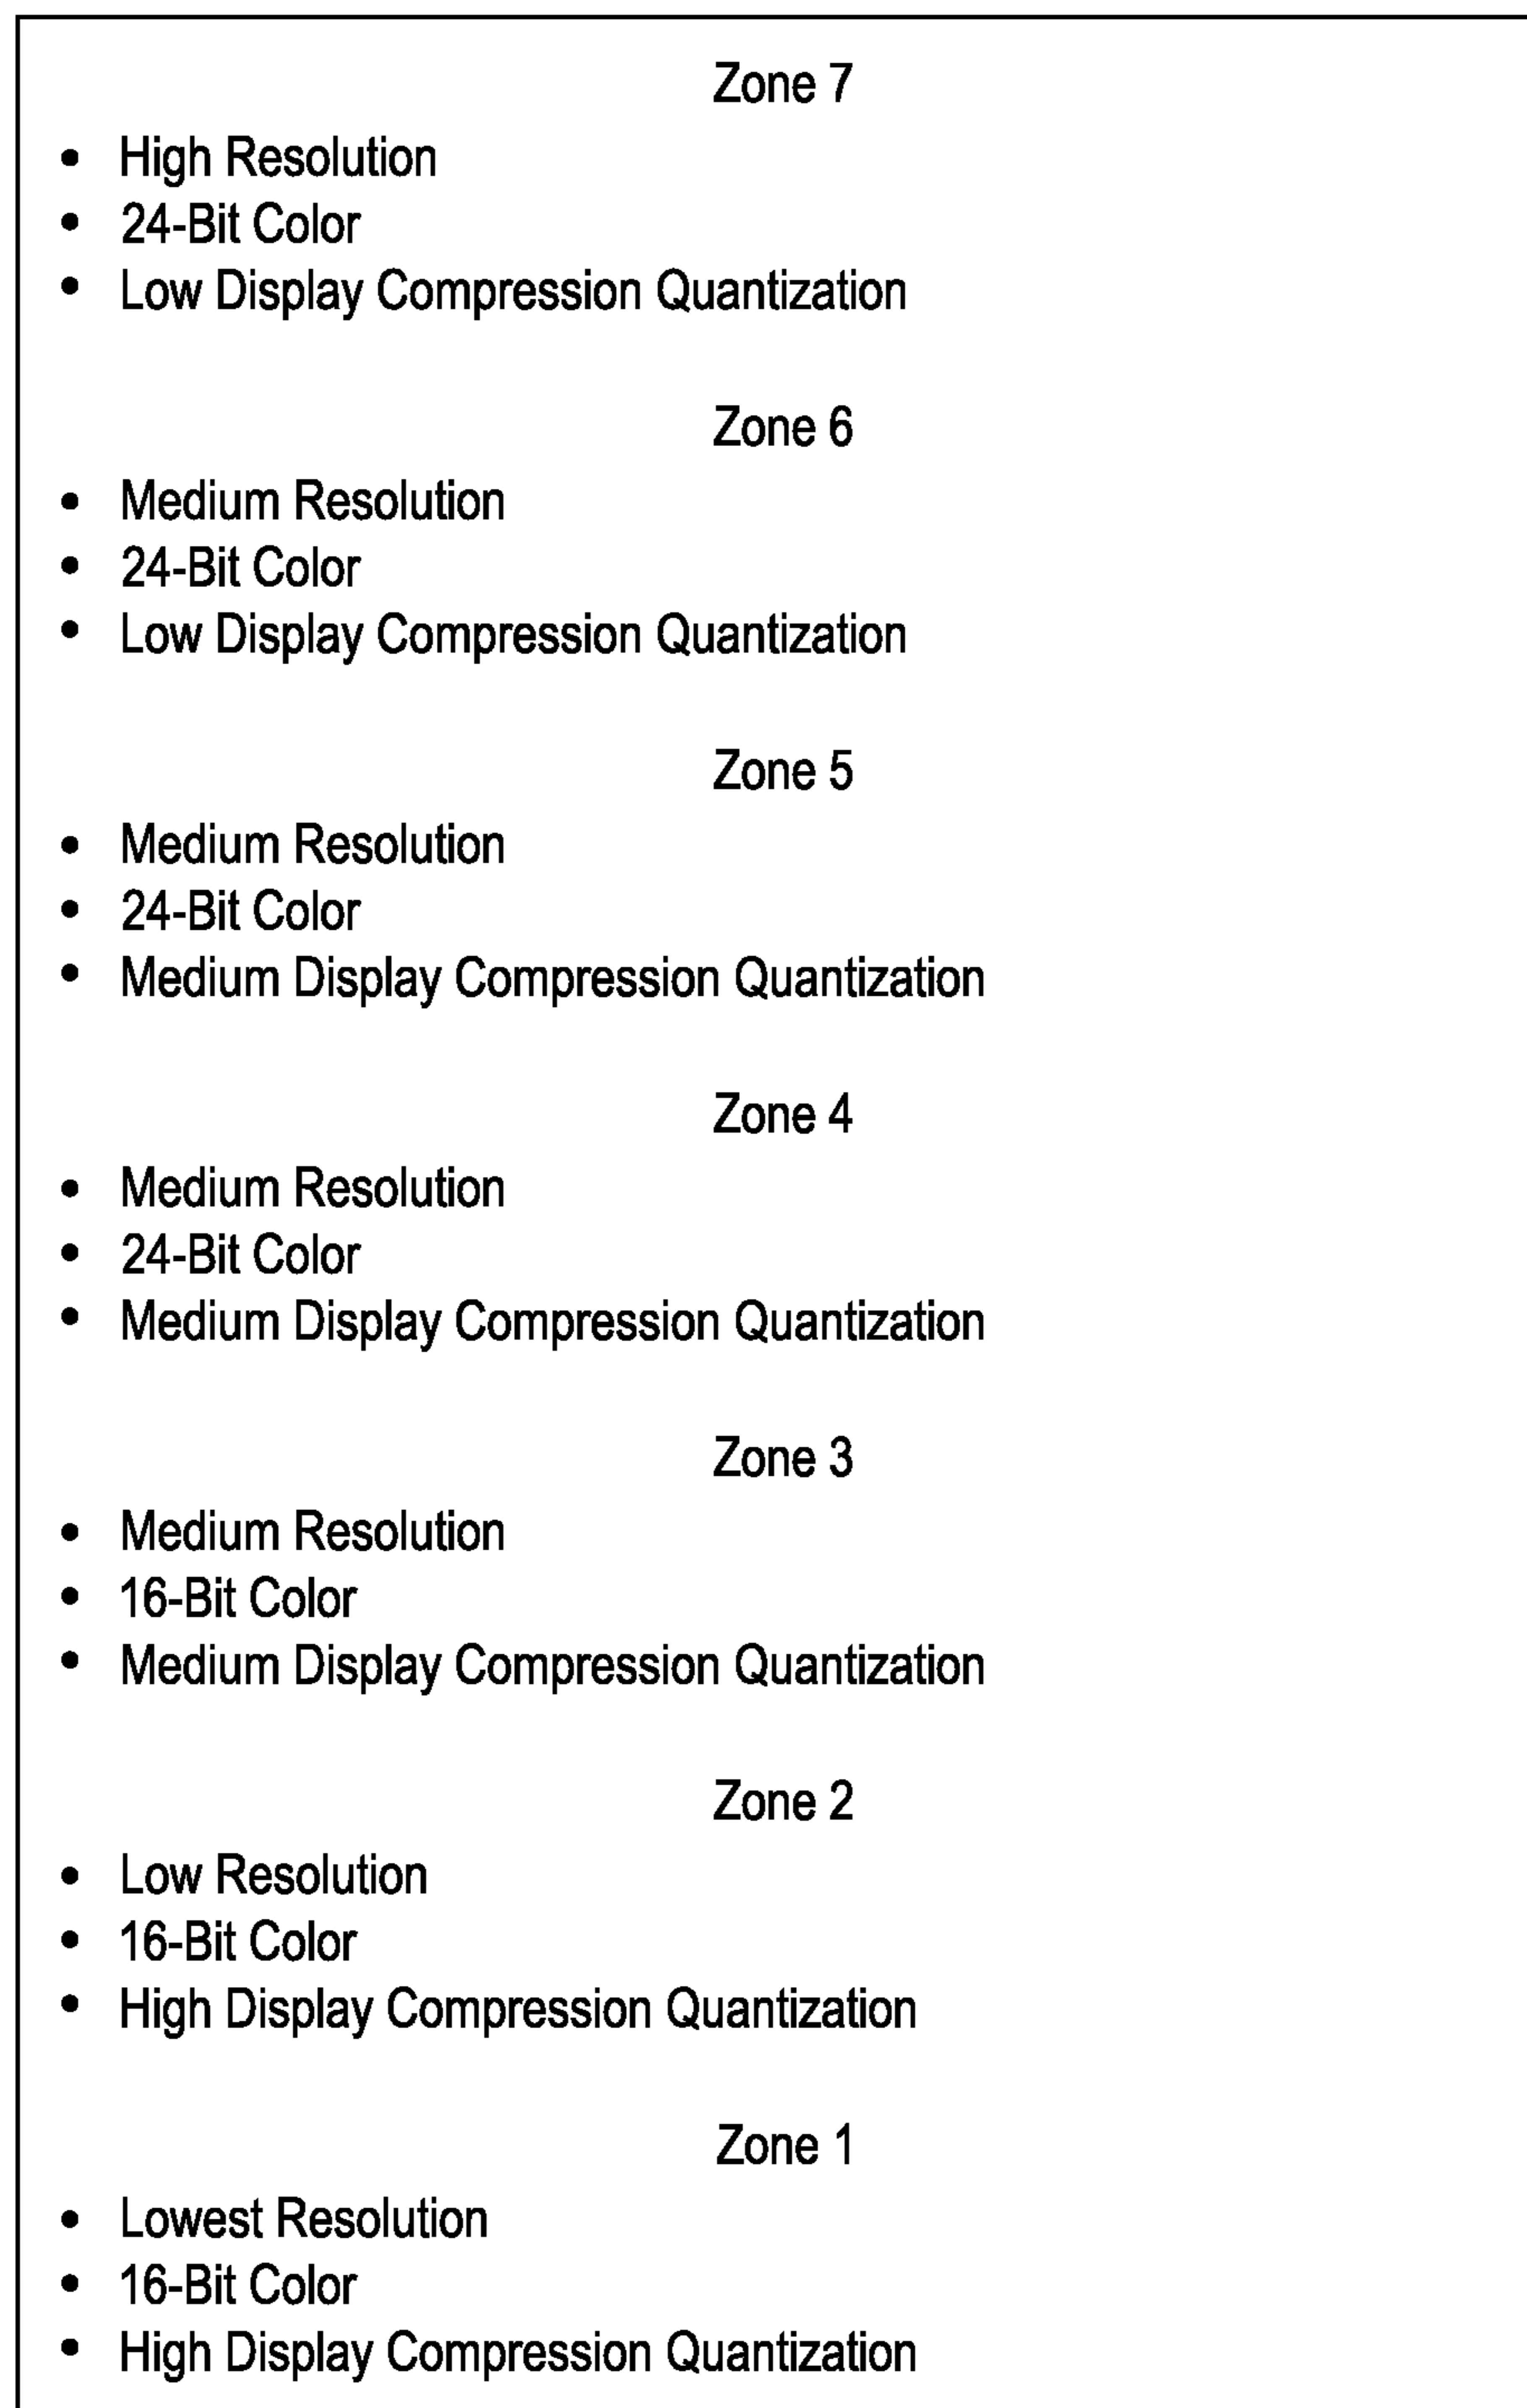 Zone 7
• High Resolution
• 24-Bit Color
• Low Display Compression Quantization
Zone 6
• Medium Resolution
• 24-Bit Color
• Low Display Compression Quantization
Zone 5
• Medium Resolution
• 24-Bit Color
• Medium Display Compression Quantization
Zone 4
• Medium Resolution
• 24-Bit Color
• Medium Display Compression Quantization
Zone 3
• Medium Resolution
• 16-Bit Color
• Medium Display Compression Quantization
Zone 2
• Low Resolution
• 16-Bit Color
• High Display Compression Quantization
Zone 1
• Lowest Resolution
• 16-Bit Color
• High Display Compression Quantization